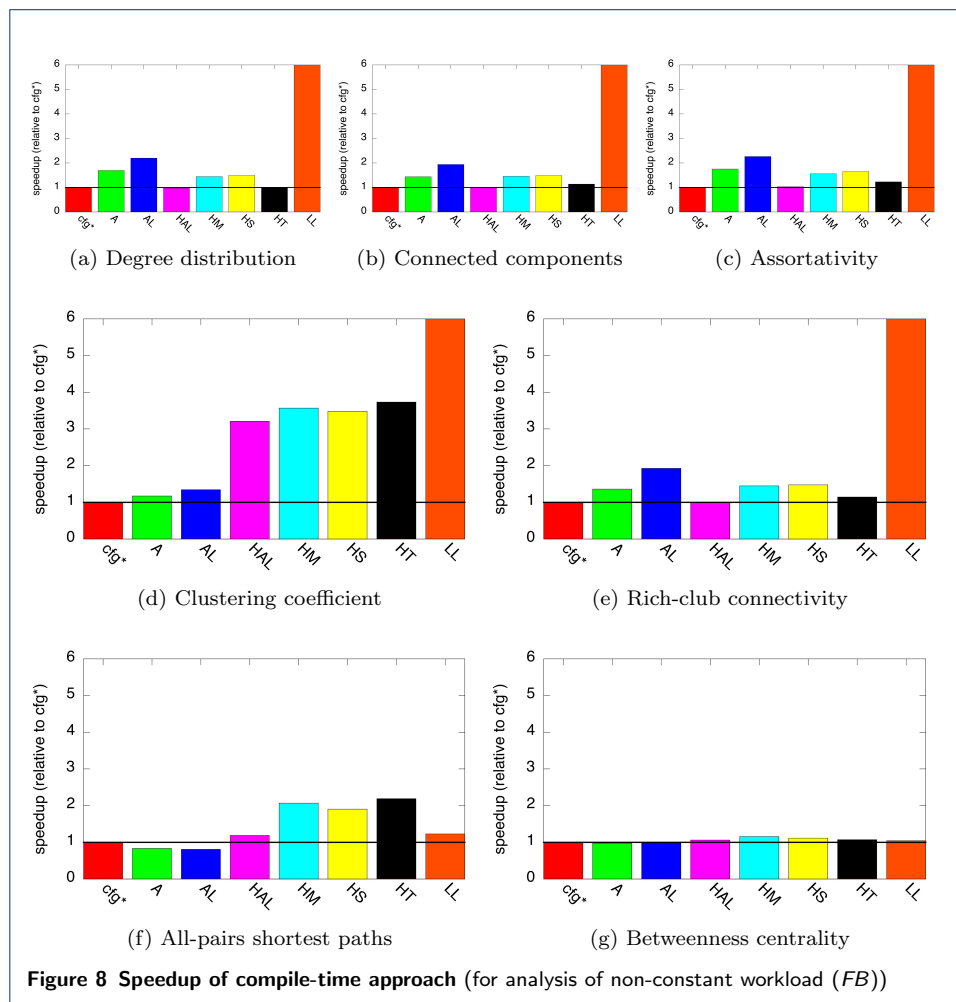 speedup (relative to cfg*)
6
5
4
3
2
1
0
cfg* A AL HAL HM HS HT LL
(a) Degree distribution
speedup (relative to cfg*)
6
5
4
3
2
1
0
cfg* A AL HAL HM HS HT LL
(b) Connected components
speedup (relative to cfg*)
6
5
4
3
2
1
0
cfg* A AL HAL HM HS HT LL
(c) Assortativity
speedup (relative to cfg*)
6
5
4
3
2
1
0
cfg* A AL HAL HM HS HT LL
(d) Clustering coefficient
speedup (relative to cfg*)
6
5
4
3
2
1
0
cfg* A AL HAL HM HS HT LL
(e) Rich-club connectivity
speedup (relative to cfg*)
6
5
4
3
2
1
0
cfg* A AL HAL HM HS HT LL
(f) All-pairs shortest paths
speedup (relative to cfg*)
6
5
4
3
2
1
0
cfg* A AL HAL HM HS HT LL
(g) Betweenness centrality
Figure 8 Speedup of compile-time approach (for analysis of non-constant workload (FB))